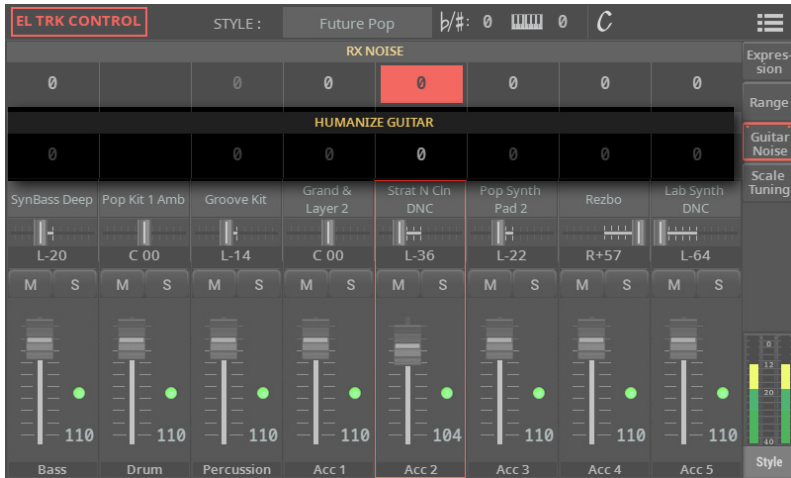 EL TRK CONTROL STYLE : Future Pop ♭/♯: 0 0 C
RX NOISE
0 0 0 0 0 0 0
HUMANIZE GUITAR
0 0 0 0 0 0 0
SynBass Deep
Pop Kit 1 Amb
Groove Kit
Grand &
Layer 2
Strat N Cln
DNC
Pop Synth
Pad 2
Rezbo
Lab Synth
DNC
L-20 C 00 L-14 C 00 L-36 L-22 R+57 L-64
M S M S M S M S M S M S M S M S
110 110 110 110 104 110 110 110
Bass Drum Percussion Acc 1 Acc 2 Acc 3 Acc 4 Acc 5
Expres-
sion
Range
Guitar
Noise
Scale
Tuning
0
12
20
40
Style